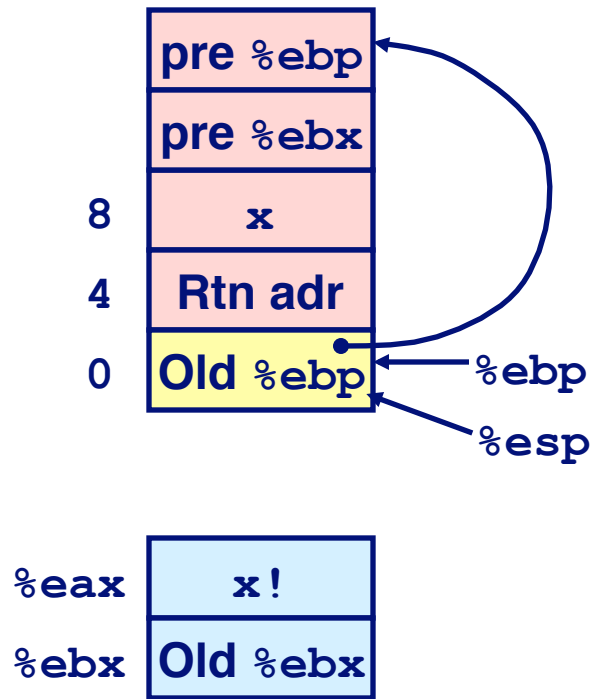 pre %ebp
pre %ebx
8 x
4 Rtn adr
0 Old %ebp %ebp
%esp
%eax x!
%ebx Old %ebx